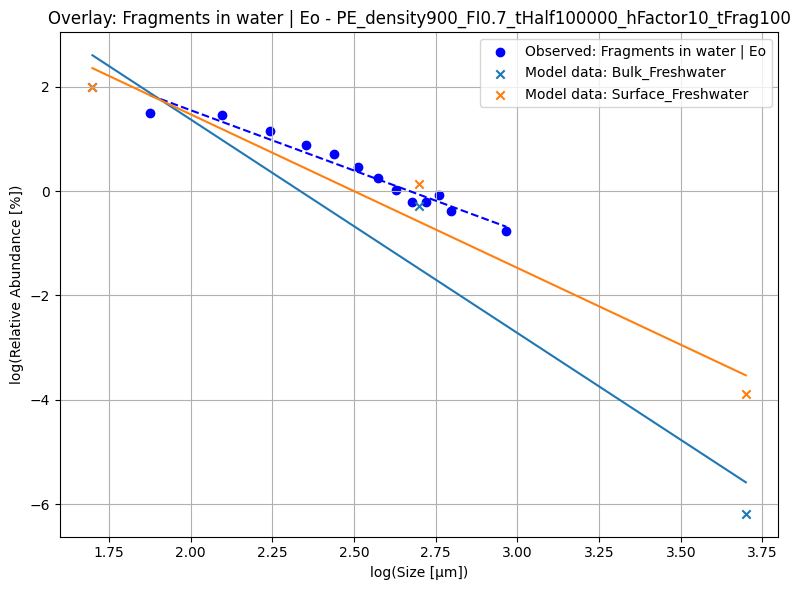 Overlay: Fragments in water | Eo - PE_density900_FI0.7_tHalf100000_hFactor10_tFrag100
Observed: Fragments in water | Eo
Model data: Bulk_Freshwater
Model data: Surface_Freshwater
log(Relative Abundance [%])
2
0
−2
−4
−6
1.75 2.00 2.25 2.50 2.75 3.00 3.25 3.50 3.75
log(Size [µm])